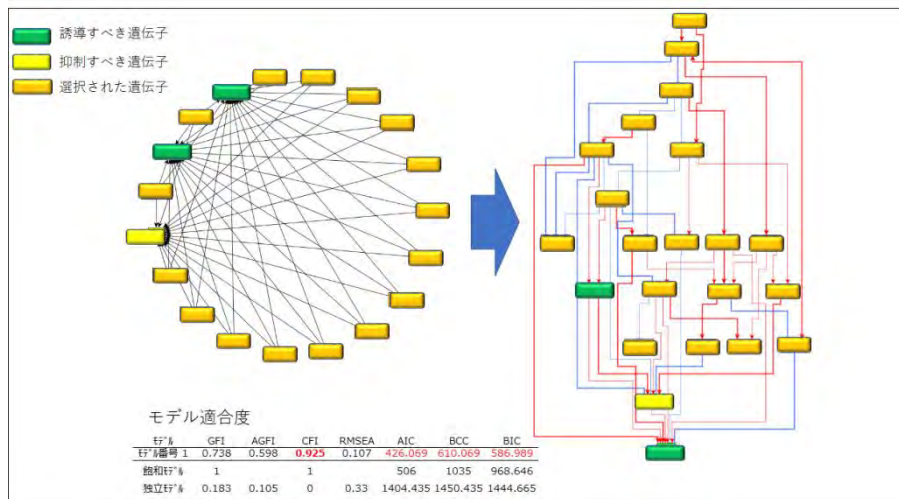 誘導すべき遺伝子
抑制すべき遺伝子
選択された遺伝子
モデル適合度
ﾓﾃﾞﾙ GFI AGFI CFI RMSEA AIC BCC BIC
ﾓﾃﾞﾙ番号 1 0.738 0.598 0.925 0.107 426.069 610.069 586.989
飽和ﾓﾃﾞﾙ 1 1 506 1035 968.646
独立ﾓﾃﾞﾙ 0.183 0.105 0 0.33 1404.435 1450.435 1444.665